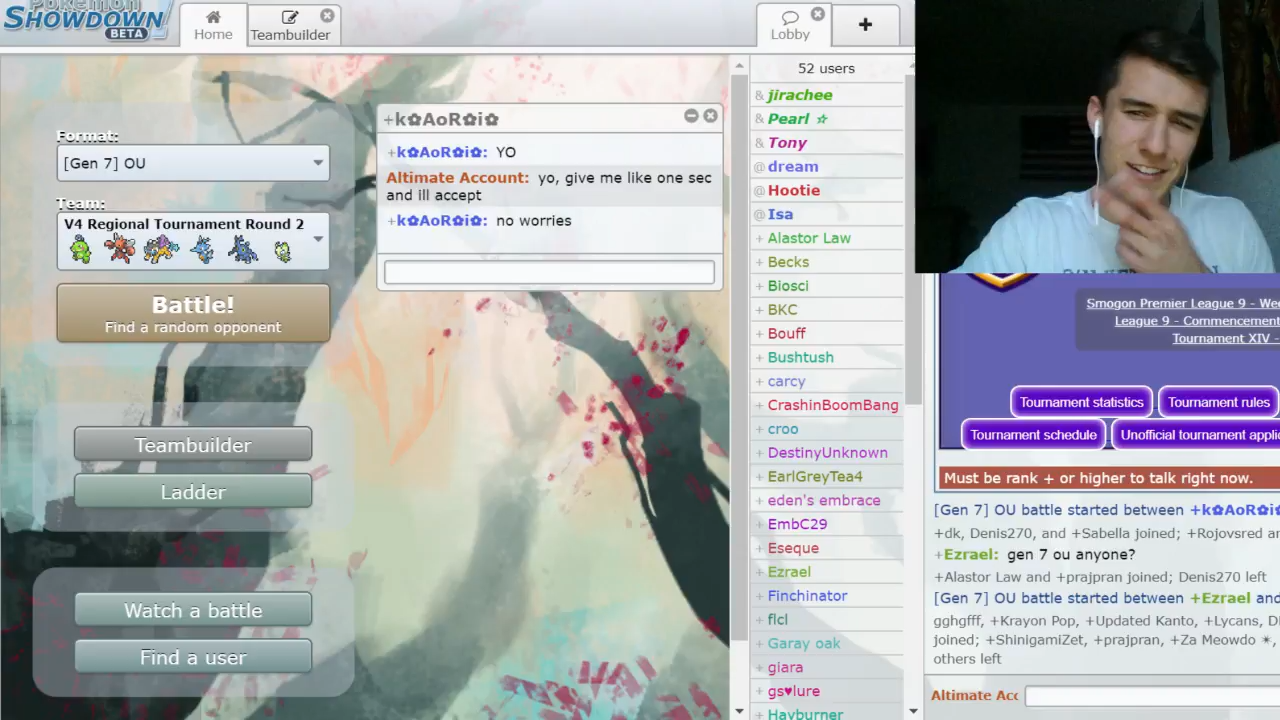 Pokémon
SHOWDOWN
BETA
Home
Teambuilder
Lobby
+
Format:
[Gen 7] OU
Team:
V4 Regional Tournament Round 2
Battle!
Find a random opponent
Teambuilder
Ladder
Watch a battle
Find a user
+k✿AoR✿i✿
+k✿AoR✿i✿: YO
Altimate Account: yo, give me like one sec
and ill accept
+k✿AoR✿i✿: no worries
52 users
& jirachee
& Pearl ☆
& Tony
@ dream
@ Hootie
@ Isa
+ Alastor Law
+ Becks
+ Biosci
+ BKC
+ Bouff
+ Bushtush
+ carcy
+ CrashinBoomBang
+ croo
+ DestinyUnknown
+ EarlGreyTea4
+ eden's embrace
+ EmbC29
+ Eseque
+ Ezrael
+ Finchinator
+ flcl
+ Garay oak
+ giara
+ gs♥lure
+ Hayburner
Smogon Premier League 9 - We
League 9 - Commencement
Tournament XIV -
Tournament statistics
Tournament rules
Tournament schedule
Unofficial tournament applic
Must be rank + or higher to talk right now.
[Gen 7] OU battle started between +k✿AoR✿i✿
+dk, Denis270, and +Sabella joined; +Rojovsred an
+Ezrael: gen 7 ou anyone?
+Alastor Law and +prajpran joined; Denis270 left
[Gen 7] OU battle started between +Ezrael and
gghgfff, +Krayon Pop, +Updated Kanto, +Lycans, D
joined; +ShinigamiZet, +prajpran, +Za Meowdo ✶,
others left
Altimate Acc